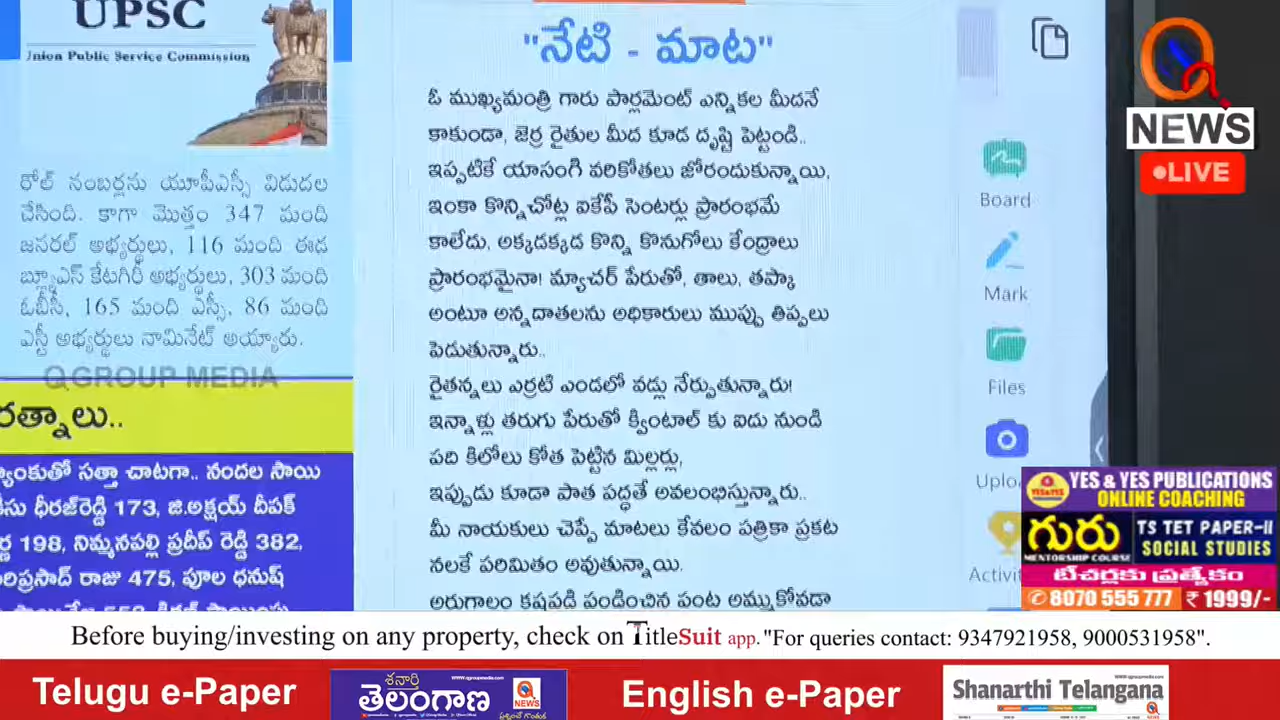 UPSC
Union Public Service Commission
రోల్ నంబర్లను యూపీఎస్సీ విడుదల
చేసింది. కాగా మొత్తం 347 మంది
జనరల్ అభ్యర్థులు, 116 మంది ఈడ
బ్ల్యూఎస్ కేటగిరీ అభ్యర్థులు, 303 మంది
ఓబీసీ, 165 మంది ఎస్సీ, 86 మంది
ఎస్టీ అభ్యర్థులు నామినేట్ అయ్యారు.
QGROUP MEDIA
రత్నాలు..
్యాంకుతో సత్తా చాటగా.. నందల సాయి
కేసు ధీరజ్‌రెడ్డి 173, జి.అక్షయ్ దీపక్
198, నిమ్మనపల్లి ప్రదీప్ రెడ్డి 382,
రిప్రసాద్ రాజు 475, పూల ధనుష్
"నేటి - మాట"
ఓ ముఖ్యమంత్రి గారు పార్లమెంట్ ఎన్నికల మీదనే
కాకుండా, జెర్ర రైతుల మీద కూడ దృష్టి పెట్టండి..
ఇప్పటికే యాసంగి వరికోతలు జోరందుకున్నాయి,
ఇంకా కొన్నిచోట్ల ఐకేపీ సెంటర్లు ప్రారంభమే
కాలేదు, అక్కడక్కడ కొన్ని కొనుగోలు కేంద్రాలు
ప్రారంభమైనా! మ్యాచర్ పేరుతో, తాలు, తప్పా
అంటూ అన్నదాతలను అధికారులు ముప్పు తిప్పలు
పెడుతున్నారు..
రైతన్నలు ఎర్రటి ఎండలో వడ్లు నేర్పుతున్నారు!
ఇన్నాళ్లు తరుగు పేరుతో క్వింటాల్ కు ఐదు నుండి
పది కిలోలు కోత పెట్టిన మిల్లర్లు,
ఇప్పుడు కూడా పాత పద్ధతే అవలంభిస్తున్నారు..
మీ నాయకులు చెప్పే మాటలు కేవలం పత్రికా ప్రకట
నలకే పరిమితం అవుతున్నాయి.
అరుగాలం కష్టపడి పండించిన పంట అమ్ముకోవడా
Board
Mark
Files
Uploa
Activit
Q
NEWS
LIVE
YES & YES PUBLICATIONS
ONLINE COACHING
గురు
MENTORSHIP COURSE
TS TET PAPER-II
SOCIAL STUDIES
టీచర్లకు ప్రత్యేకం
8070 555 777 ₹ 1999/-
Before buying/investing on any property, check on TitleSuit app. "For queries contact: 9347921958, 9000531958".
Telugu e-Paper
శనార్తి
తెలంగాణ
NEWS
English e-Paper
Shanarthi Telangana